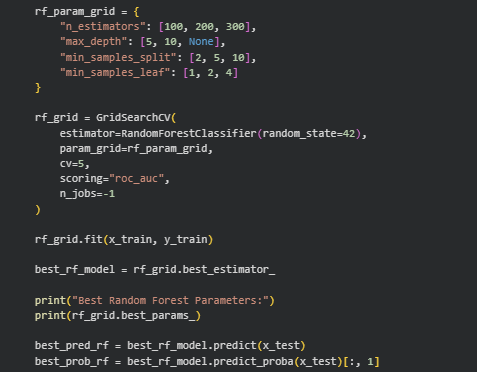 rf_param_grid = {
    "n_estimators": [100, 200, 300],
    "max_depth": [5, 10, None],
    "min_samples_split": [2, 5, 10],
    "min_samples_leaf": [1, 2, 4]
}
rf_grid = GridSearchCV(
    estimator=RandomForestClassifier(random_state=42),
    param_grid=rf_param_grid,
    cv=5,
    scoring="roc_auc",
    n_jobs=-1
)
rf_grid.fit(x_train, y_train)
best_rf_model = rf_grid.best_estimator_
print("Best Random Forest Parameters:")
print(rf_grid.best_params_)
best_pred_rf = best_rf_model.predict(x_test)
best_prob_rf = best_rf_model.predict_proba(x_test)[:, 1]